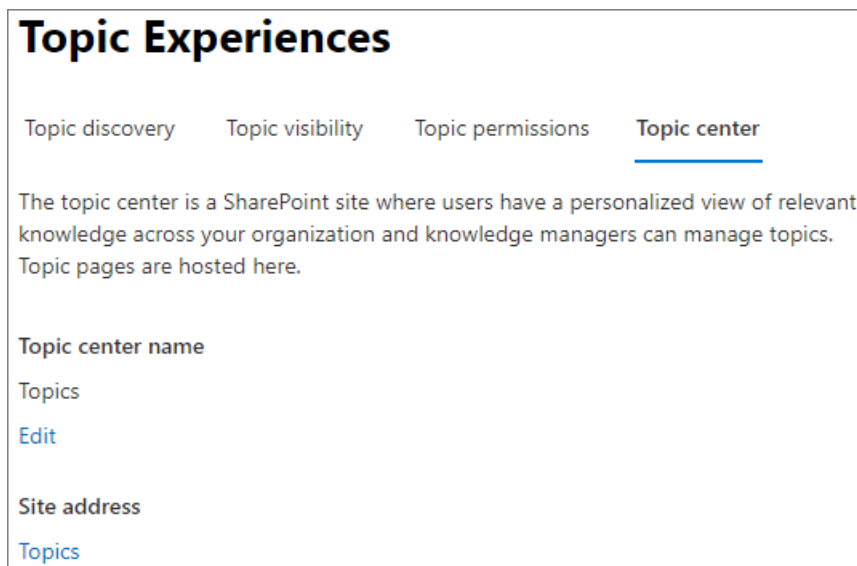 Topic Experiences
Topic discovery Topic visibility Topic permissions Topic center
The topic center is a SharePoint site where users have a personalized view of relevant
knowledge across your organization and knowledge managers can manage topics.
Topic pages are hosted here.
Topic center name
Topics
Edit
Site address
Topics